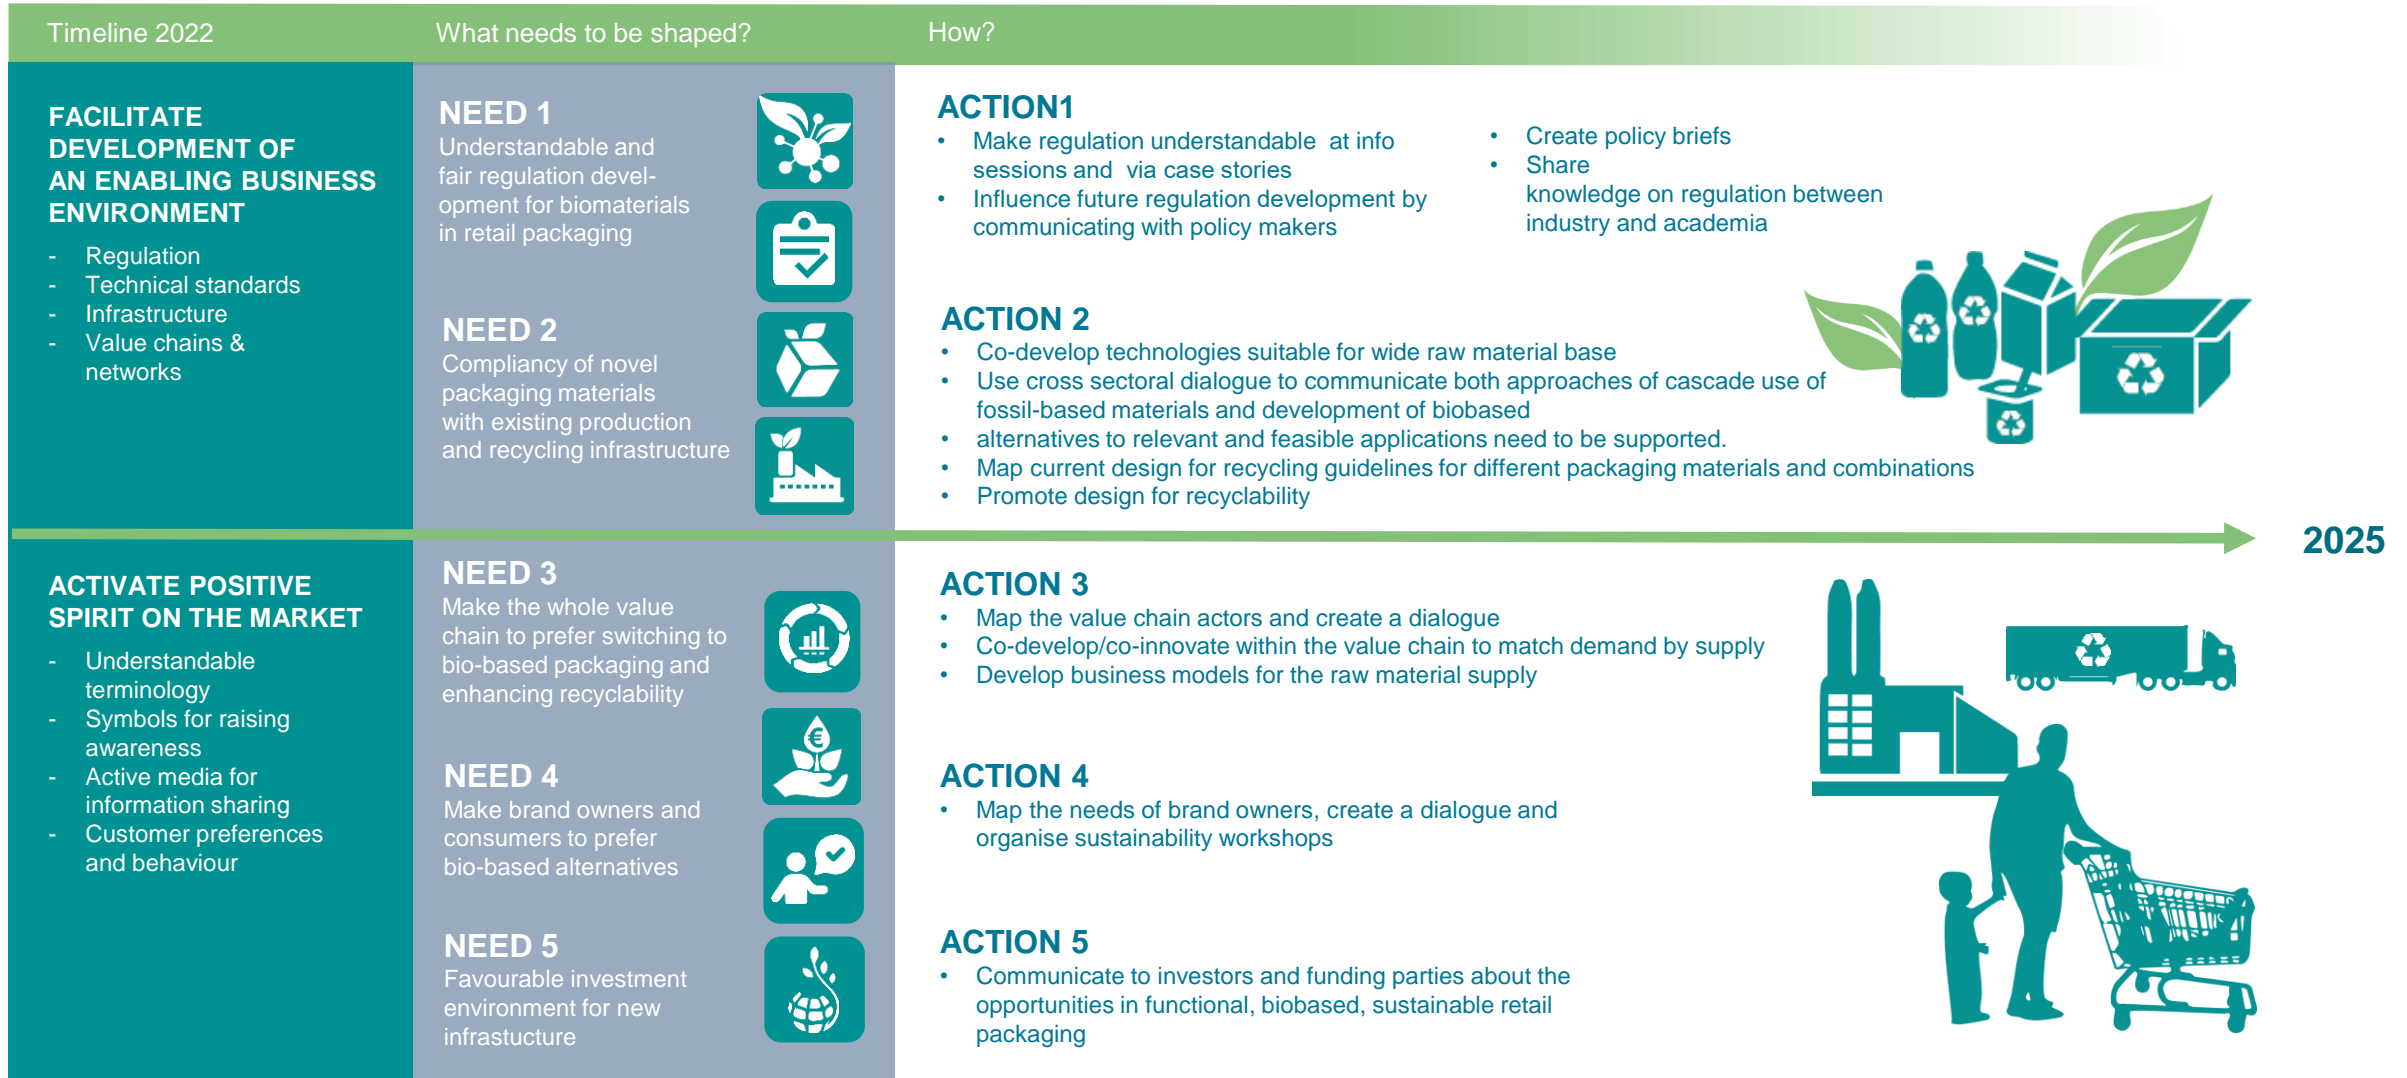 Timeline 2022
What needs to be shaped?
How?
FACILITATE
DEVELOPMENT OF
AN ENABLING BUSINESS
ENVIRONMENT
- Regulation
- Technical standards
- Infrastructure
- Value chains &
networks
NEED 1
Understandable and
fair regulation devel-
opment for biomaterials
in retail packaging
NEED 2
Compliancy of novel
packaging materials
with existing production
and recycling infrastructure
ACTION1
• Make regulation understandable at info
sessions and via case stories
• Influence future regulation development by
communicating with policy makers
• Create policy briefs
• Share
knowledge on regulation between
industry and academia
ACTION 2
• Co-develop technologies suitable for wide raw material base
• Use cross sectoral dialogue to communicate both approaches of cascade use of
fossil-based materials and development of biobased
• alternatives to relevant and feasible applications need to be supported.
• Map current design for recycling guidelines for different packaging materials and combinations
• Promote design for recyclability
2025
ACTIVATE POSITIVE
SPIRIT ON THE MARKET
- Understandable
terminology
- Symbols for raising
awareness
- Active media for
information sharing
- Customer preferences
and behaviour
NEED 3
Make the whole value
chain to prefer switching to
bio-based packaging and
enhancing recyclability
€
NEED 4
Make brand owners and
consumers to prefer
bio-based alternatives
NEED 5
Favourable investment
environment for new
infrastucture
ACTION 3
• Map the value chain actors and create a dialogue
• Co-develop/co-innovate within the value chain to match demand by supply
• Develop business models for the raw material supply
ACTION 4
• Map the needs of brand owners, create a dialogue and
organise sustainability workshops
ACTION 5
• Communicate to investors and funding parties about the
opportunities in functional, biobased, sustainable retail
packaging